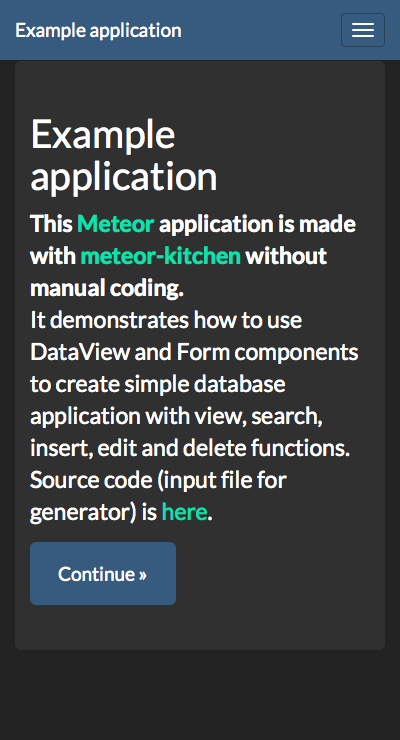 Example application
Example
application
This Meteor application is made
with meteor-kitchen without
manual coding.
It demonstrates how to use
DataView and Form components
to create simple database
application with view, search,
insert, edit and delete functions.
Source code (input file for
generator) is here.
Continue »